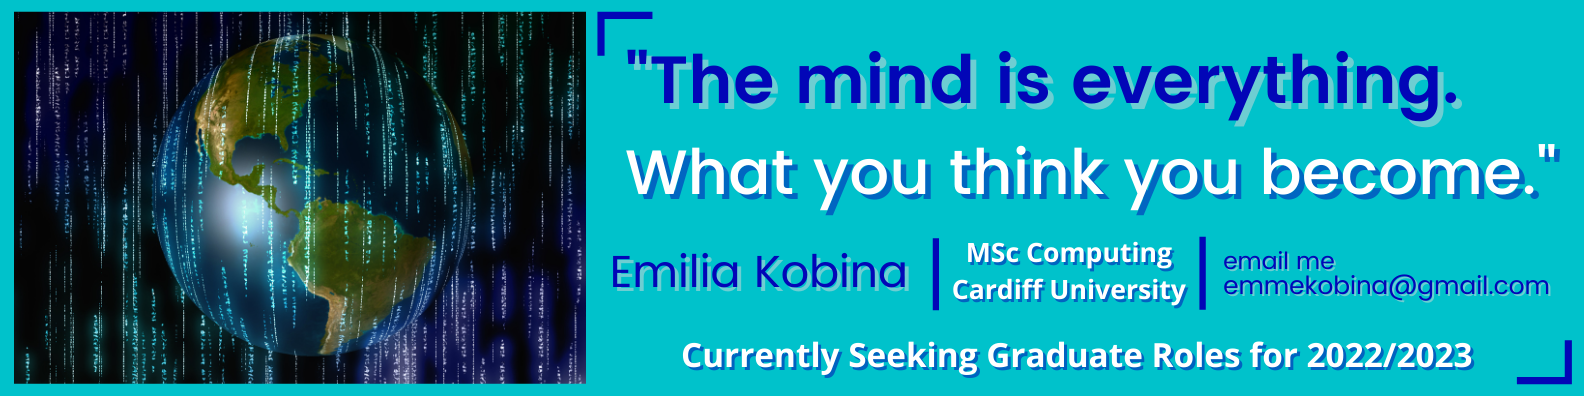 "The mind is everything.
What you think you become."
Emilia Kobina
MSc Computing
Cardiff University
email me
emmekobina@gmail.com
Currently Seeking Graduate Roles for 2022/2023